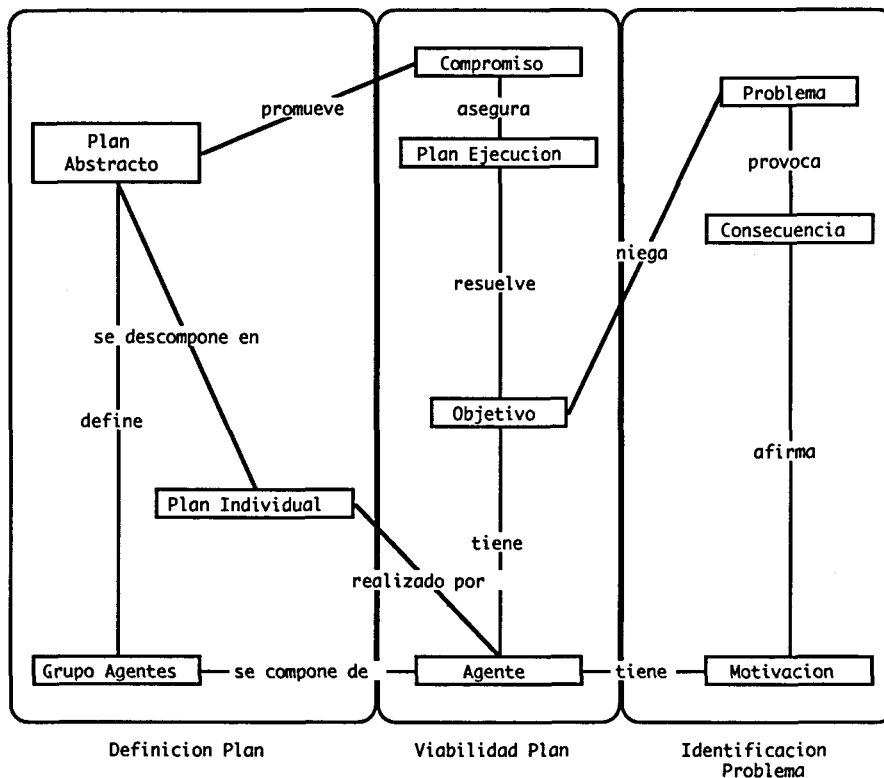 Compromiso
promueve
asegura
Problema
Plan
Abstracto
Plan Ejecucion
provoca
Consecuencia
niega
resuelve
se descompone en
define
Objetivo
afirma
Plan Individual
tiene
realizado por
Grupo Agentes
se compone de
Agente
tiene
Motivacion
Definicion Plan
Viabilidad Plan
Identificacion
Problema